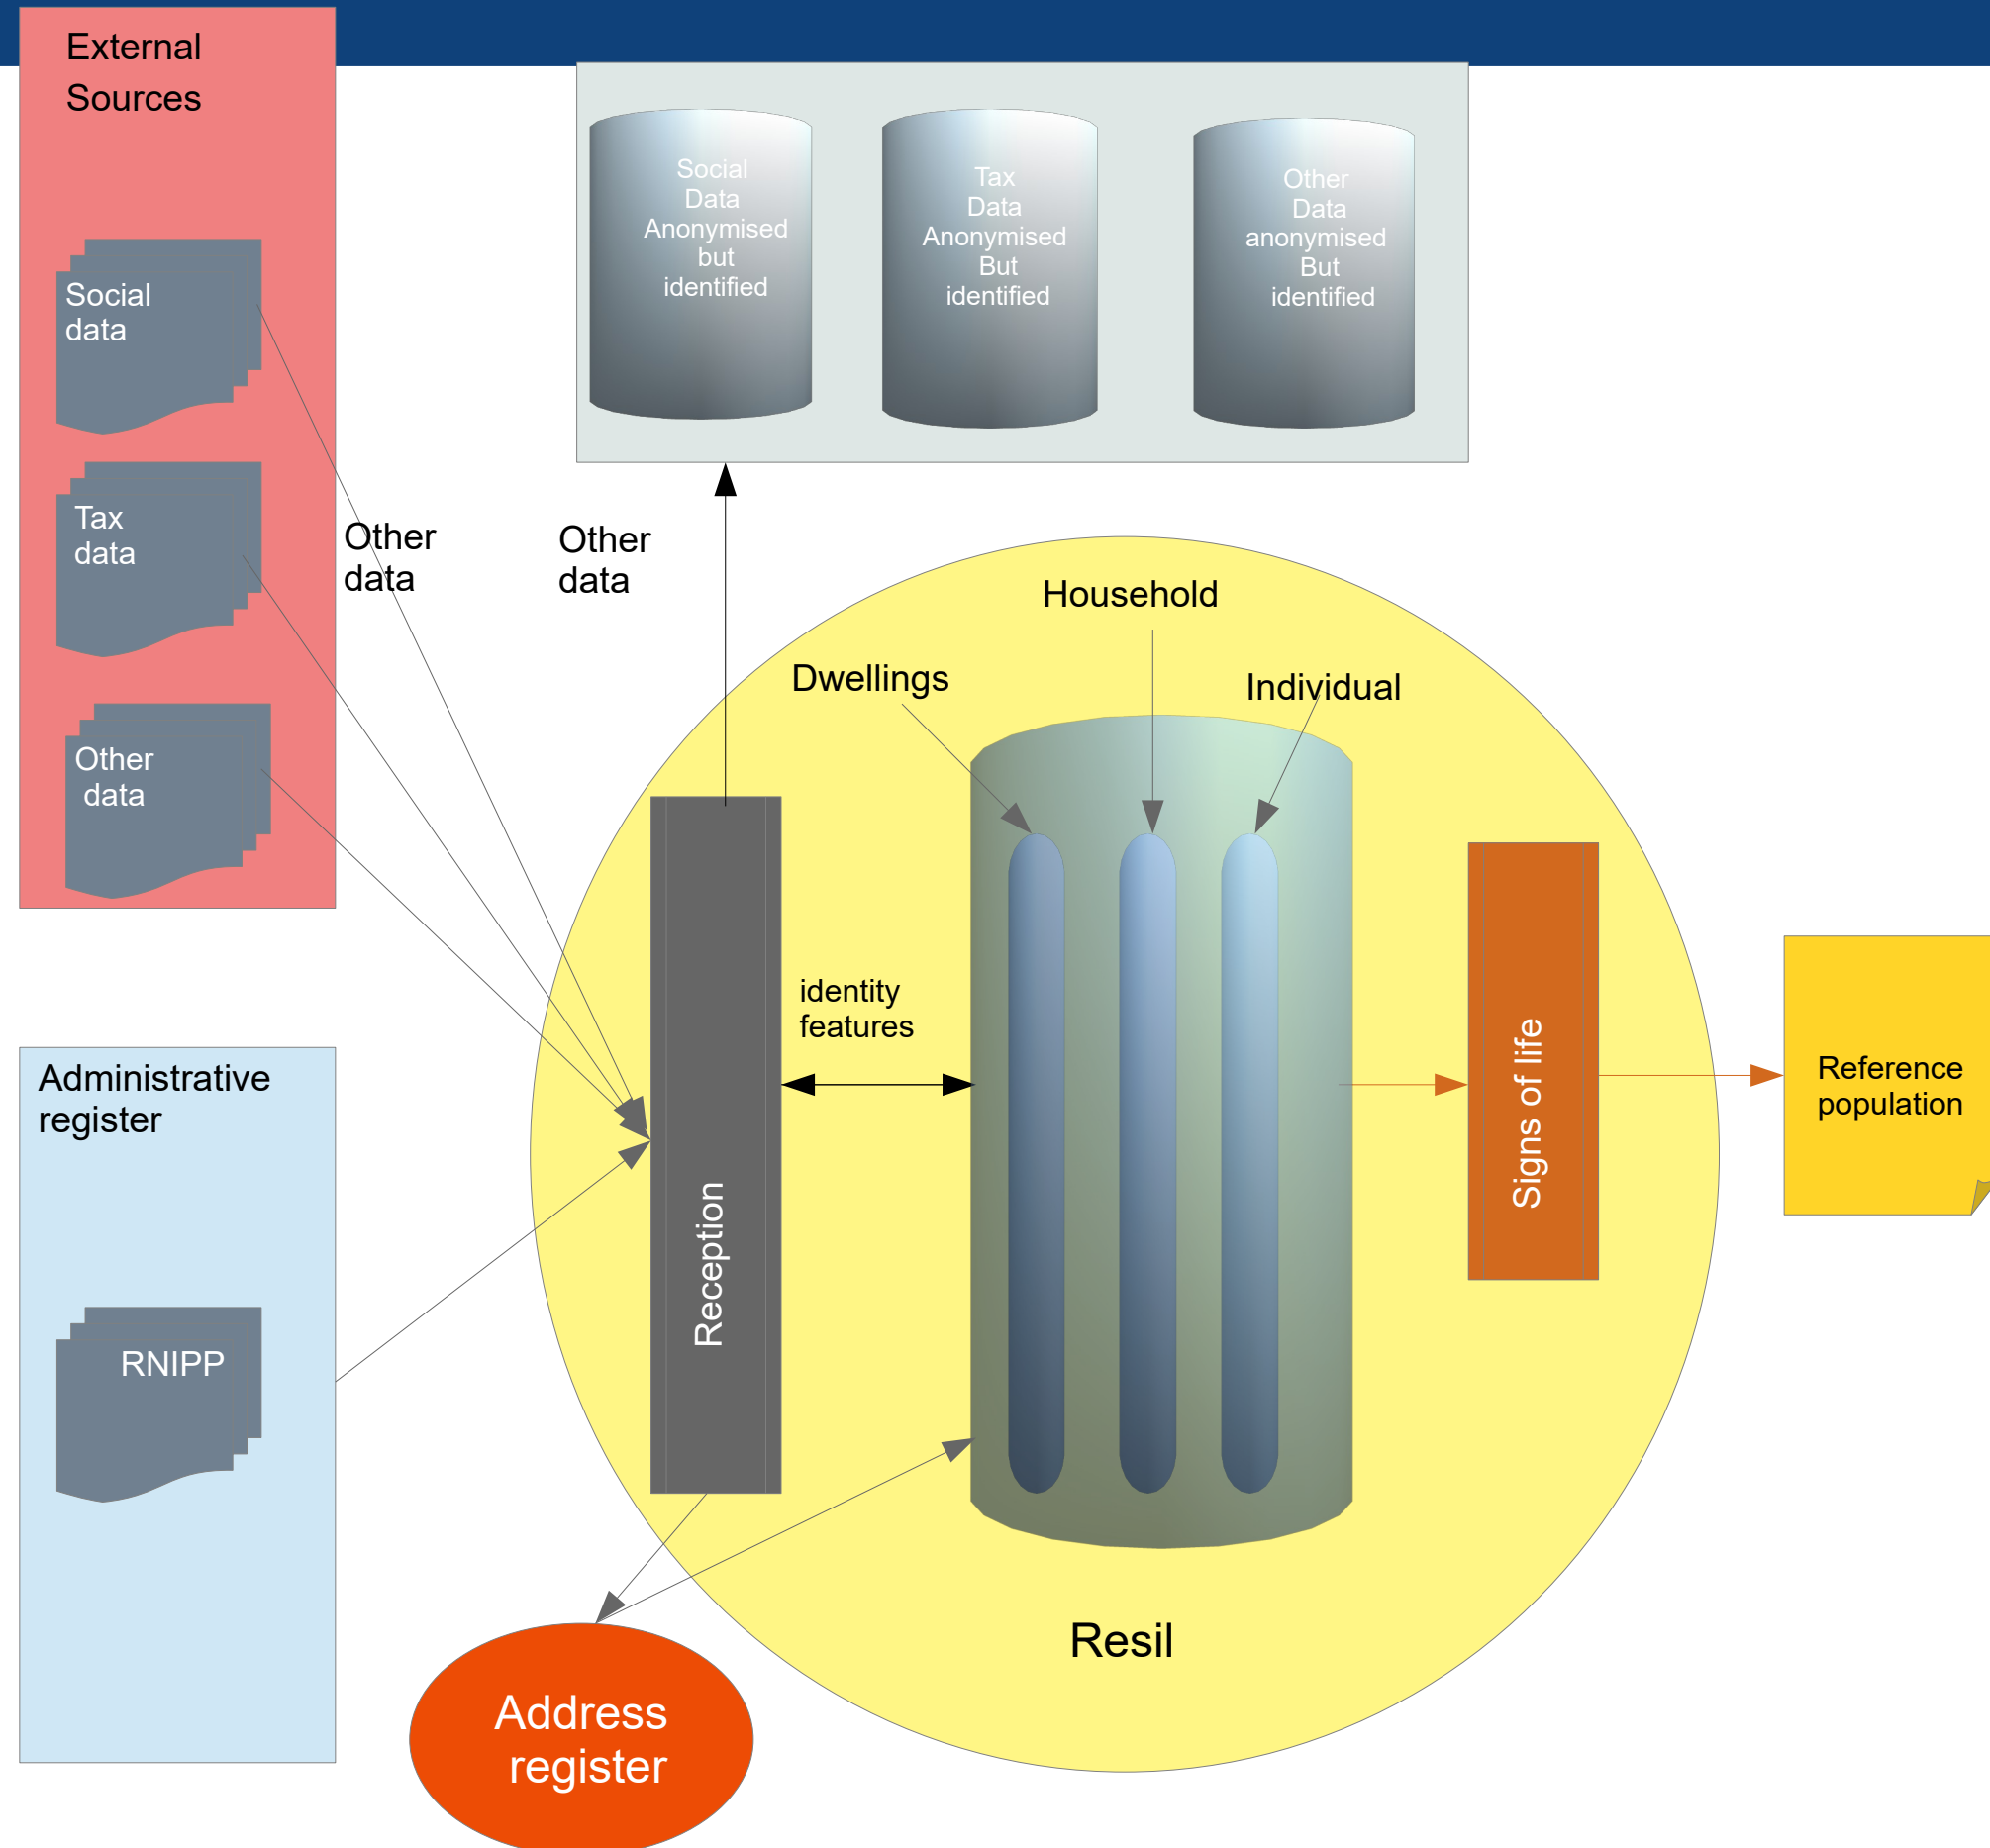 External
Sources
Social
data
Tax
data
Other
data
Other
data
Other
data
Social
Data
Anonymised
but
identified
Tax
Data
Anonymised
But
identified
Other
Data
anonymised
But
identified
Household
Dwellings
Individual
identity
features
Reception
Signs of life
Reference
population
Administrative
register
RNIPP
Resil
Address
register